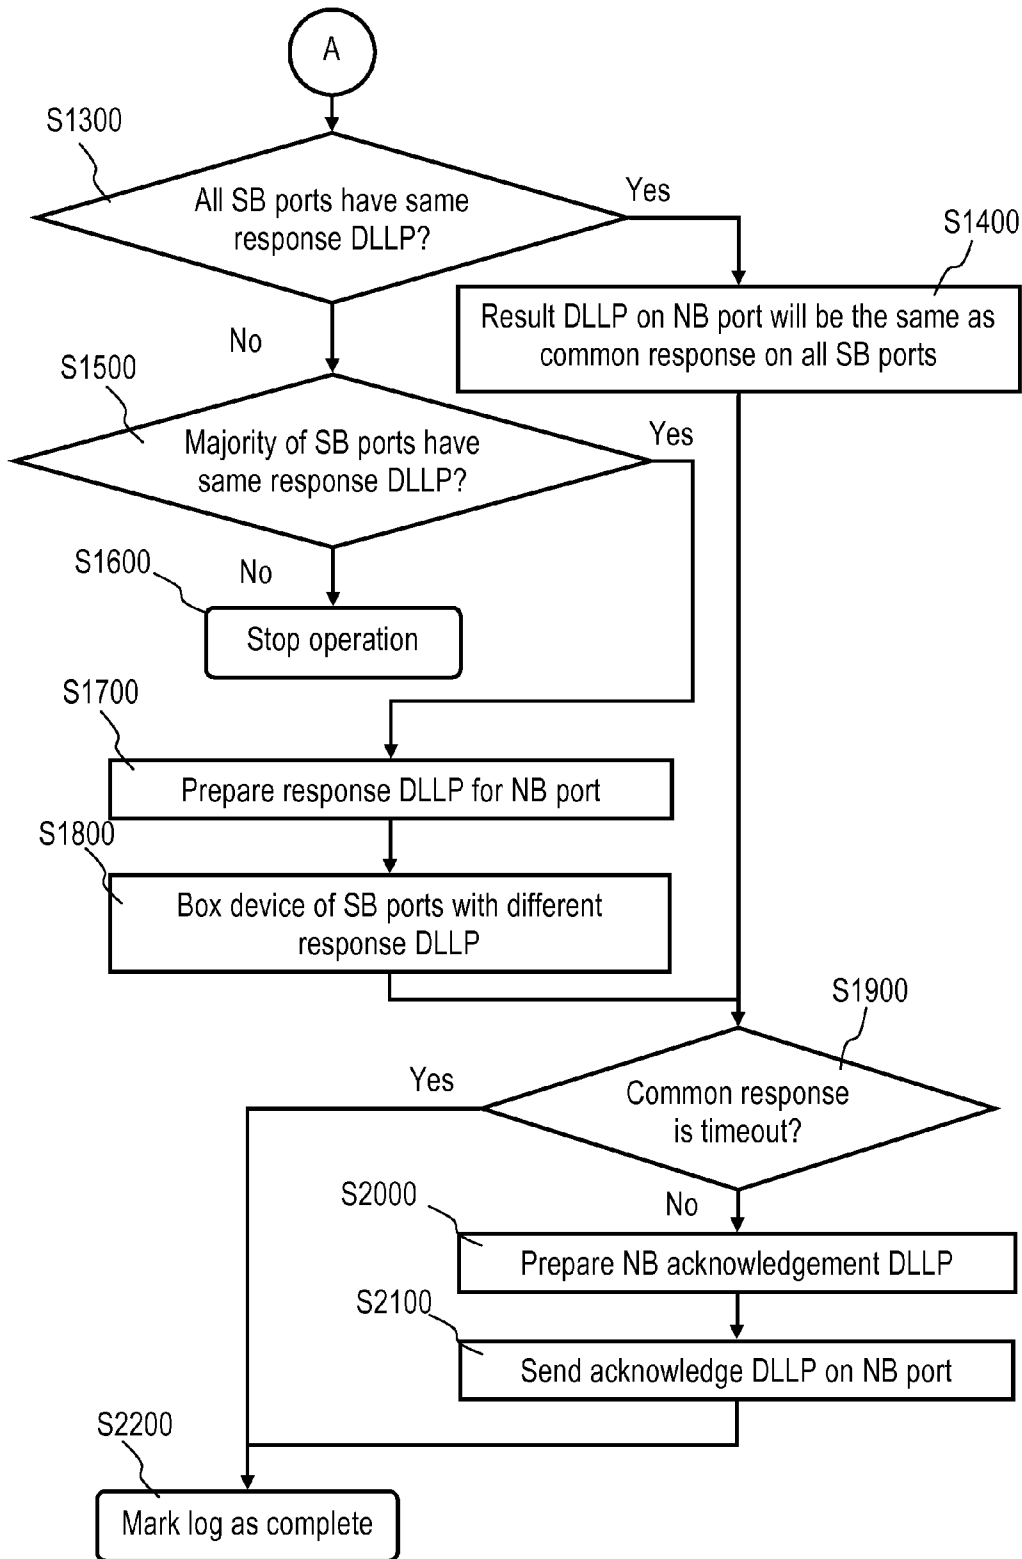 A
S1300
All SB ports have same
response DLLP?
Yes
S1400
Result DLLP on NB port will be the same as
common response on all SB ports
No
S1500
Majority of SB ports have
same response DLLP?
Yes
S1600
No
Stop operation
S1700
Prepare response DLLP for NB port
S1800
Box device of SB ports with different
response DLLP
S1900
Common response
is timeout?
Yes
No
S2000
Prepare NB acknowledgement DLLP
S2100
Send acknowledge DLLP on NB port
S2200
Mark log as complete